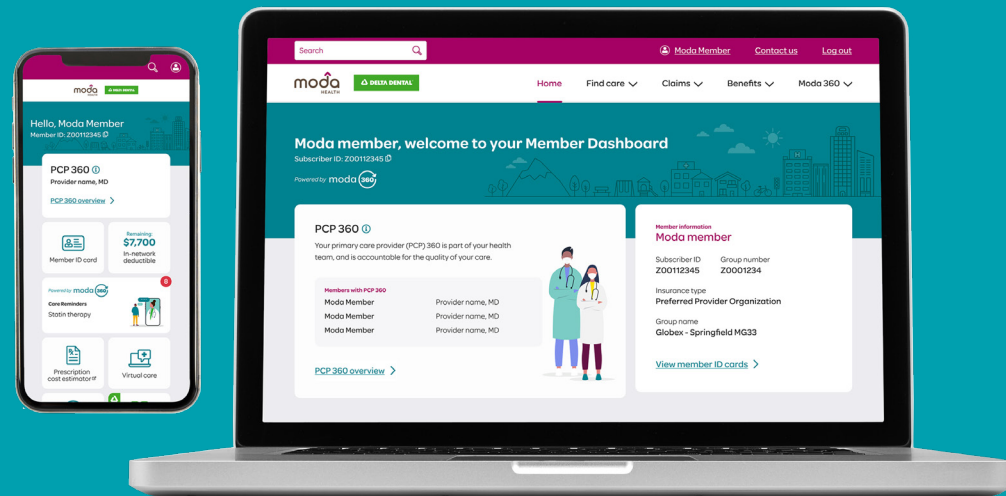 moda
HEALTH
DELTA DENTAL
Hello, Moda Member
Member ID: Z00112345
PCP 360
Provider name, MD
PCP 360 overview
Member ID card
Remaining:
$7,700
In-network
deductible
Powered by moda 360
8
Care Reminders
Statin therapy
Prescription
cost estimator
Virtual care
Search
Moda Member
Contact us
Log out
moda
HEALTH
DELTA DENTAL
Home
Find care
Claims
Benefits
Moda 360
Moda member, welcome to your Member Dashboard
Subscriber ID: Z00112345
Powered by moda 360
PCP 360
Your primary care provider (PCP) 360 is part of your health
team, and is accountable for the quality of your care.
Members with PCP 360
Moda Member Provider name, MD
Moda Member Provider name, MD
Moda Member Provider name, MD
PCP 360 overview
Member information
Moda member
Subscriber ID Group number
Z00112345 Z0001234
Insurance type
Preferred Provider Organization
Group name
Globex - Springfield MG33
View member ID cards